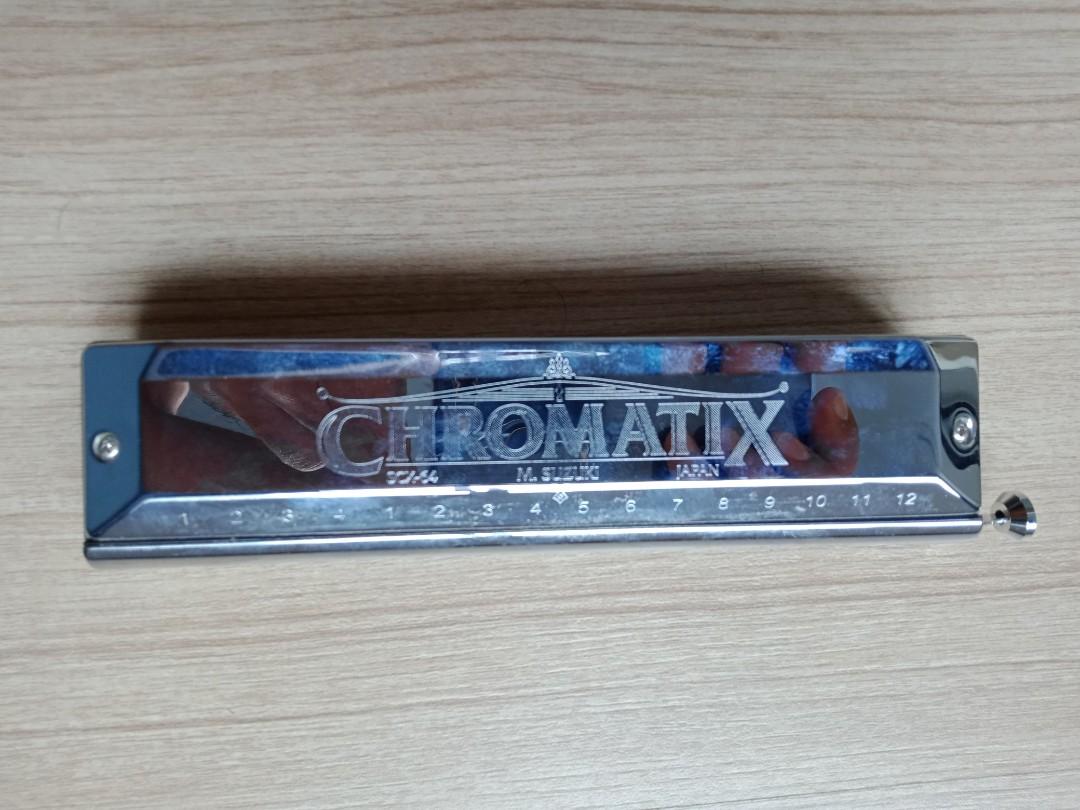 CHROMATIX
SCX-64 M. SUZUKI JAPAN
1 2 3 4 1 2 3 4 5 6 7 8 9 10 11 12